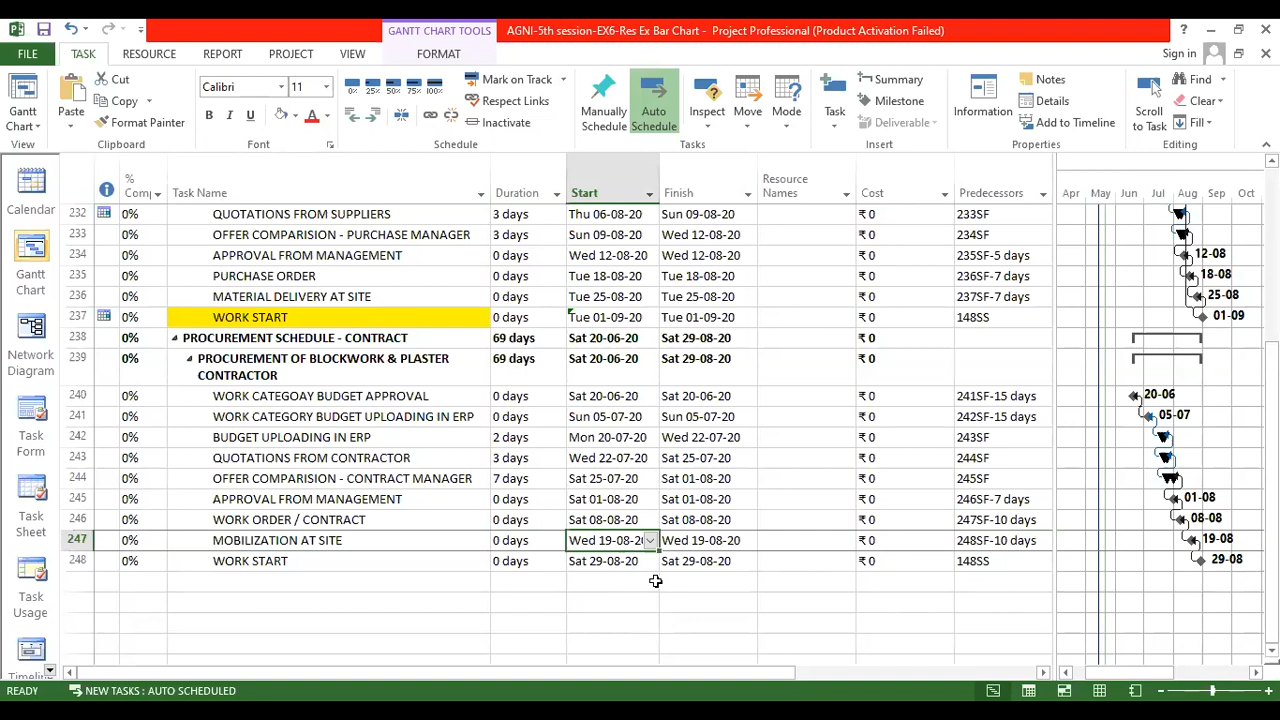 AGNI-5th session-EX6-Res Ex Bar Chart - Project Professional (Product Activation Failed)
GANTT CHART TOOLS
Sign in
FILE TASK RESOURCE REPORT PROJECT VIEW FORMAT
Gantt Chart
View
Paste
Cut
Copy
Format Painter
Clipboard
Calibri 11
B I U A
Font
0% 25% 50% 75% 100%
Mark on Track
Respect Links
Inactivate
Schedule
Manually Schedule
Auto Schedule
Inspect
Move
Mode
Tasks
Task
Summary
Milestone
Deliverable
Insert
Information
Notes
Details
Add to Timeline
Properties
Scroll to Task
Find
Clear
Fill
Editing
Calendar
Gantt Chart
Network Diagram
Task Form
Task Sheet
Task Usage
Timeline
% Comp Task Name Duration Start Finish Resource Names Cost Predecessors Apr May Jun Jul Aug Sep Oct
232 0% QUOTATIONS FROM SUPPLIERS 3 days Thu 06-08-20 Sun 09-08-20 ₹ 0 233SF
233 0% OFFER COMPARISION - PURCHASE MANAGER 3 days Sun 09-08-20 Wed 12-08-20 ₹ 0 234SF
234 0% APPROVAL FROM MANAGEMENT 0 days Wed 12-08-20 Wed 12-08-20 ₹ 0 235SF-5 days 12-08
235 0% PURCHASE ORDER 0 days Tue 18-08-20 Tue 18-08-20 ₹ 0 236SF-7 days 18-08
236 0% MATERIAL DELIVERY AT SITE 0 days Tue 25-08-20 Tue 25-08-20 ₹ 0 237SF-7 days 25-08
237 0% WORK START 0 days Tue 01-09-20 Tue 01-09-20 ₹ 0 148SS 01-09
238 0% PROCUREMENT SCHEDULE - CONTRACT 69 days Sat 20-06-20 Sat 29-08-20 ₹ 0
239 0% PROCUREMENT OF BLOCKWORK & PLASTER 69 days Sat 20-06-20 Sat 29-08-20 ₹ 0
CONTRACTOR
240 0% WORK CATEGOAY BUDGET APPROVAL 0 days Sat 20-06-20 Sat 20-06-20 ₹ 0 241SF-15 days 20-06
241 0% WORK CATEGORY BUDGET UPLOADING IN ERP 0 days Sun 05-07-20 Sun 05-07-20 ₹ 0 242SF-15 days 05-07
242 0% BUDGET UPLOADING IN ERP 2 days Mon 20-07-20 Wed 22-07-20 ₹ 0 243SF
243 0% QUOTATIONS FROM CONTRACTOR 3 days Wed 22-07-20 Sat 25-07-20 ₹ 0 244SF
244 0% OFFER COMPARISION - CONTRACT MANAGER 7 days Sat 25-07-20 Sat 01-08-20 ₹ 0 245SF
245 0% APPROVAL FROM MANAGEMENT 0 days Sat 01-08-20 Sat 01-08-20 ₹ 0 246SF-7 days 01-08
246 0% WORK ORDER / CONTRACT 0 days Sat 08-08-20 Sat 08-08-20 ₹ 0 247SF-10 days 08-08
247 0% MOBILIZATION AT SITE 0 days Wed 19-08-20 Wed 19-08-20 ₹ 0 248SF-10 days 19-08
248 0% WORK START 0 days Sat 29-08-20 Sat 29-08-20 ₹ 0 148SS 29-08
READY NEW TASKS : AUTO SCHEDULED